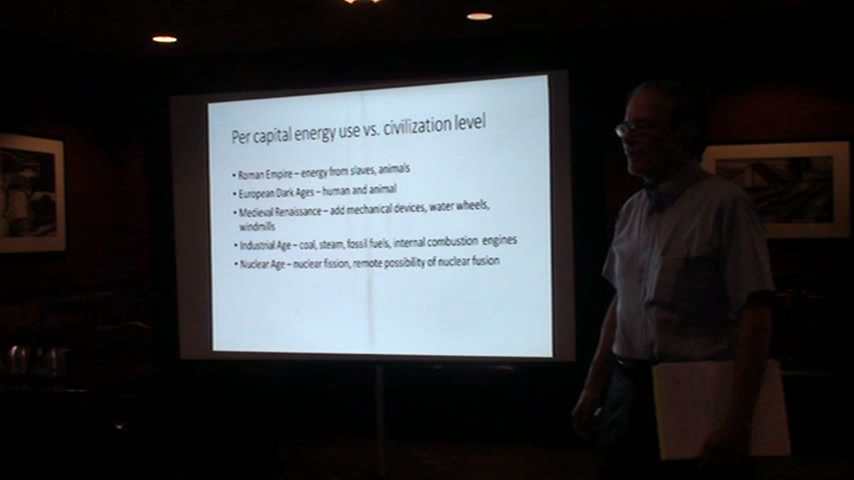 Per capital energy use vs. civilization level
• Roman Empire – energy from slaves, animals
• European Dark Ages – human and animal
• Medieval Renaissance – add mechanical devices, water wheels,
windmills
• Industrial Age – coal, steam, fossil fuels, internal combustion engines
• Nuclear Age – nuclear fission, remote possibility of nuclear fusion